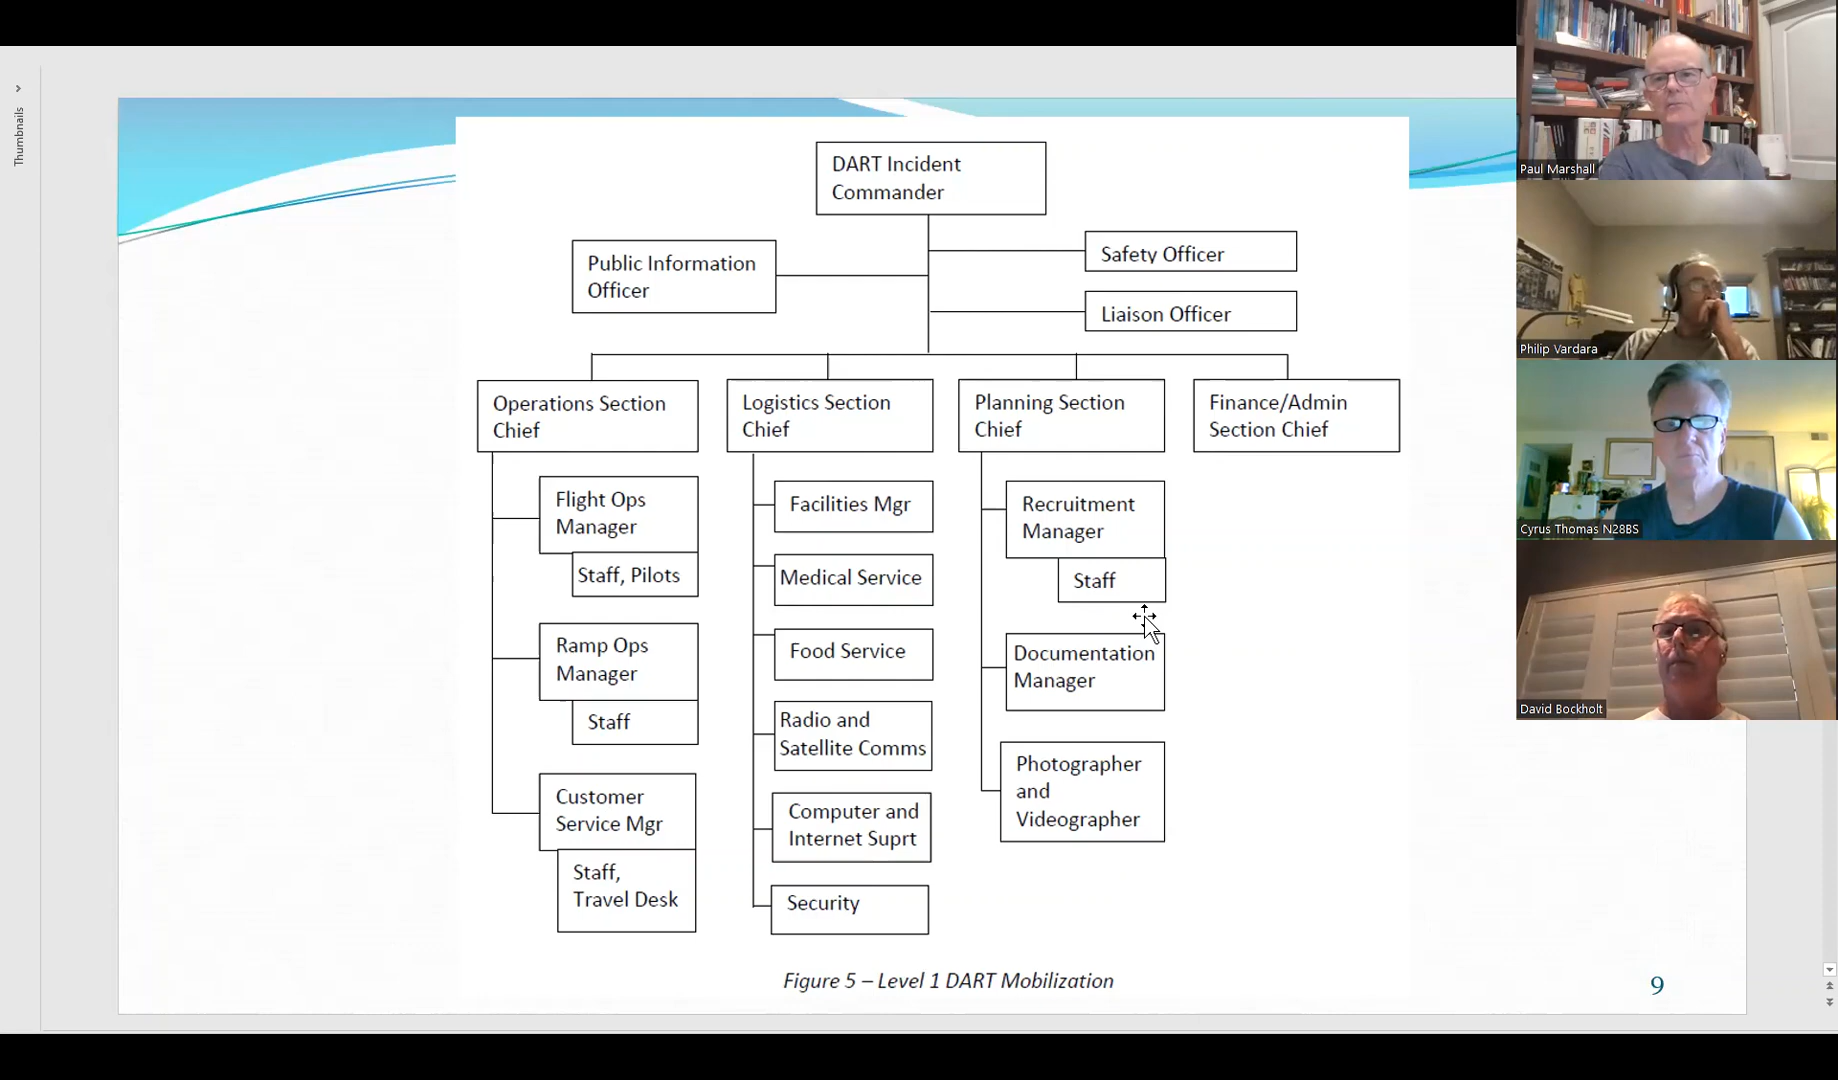 Thumbnails
DART Incident
Commander
Public Information
Officer
Safety Officer
Liaison Officer
Operations Section
Chief
Logistics Section
Chief
Planning Section
Chief
Finance/Admin
Section Chief
Flight Ops
Manager
Staff, Pilots
Ramp Ops
Manager
Staff
Customer
Service Mgr
Staff,
Travel Desk
Facilities Mgr
Medical Service
Food Service
Radio and
Satellite Comms
Computer and
Internet Suprt
Security
Recruitment
Manager
Staff
Documentation
Manager
Photographer
and
Videographer
Figure 5 – Level 1 DART Mobilization
9
Paul Marshall
Philip Vardara
Cyrus Thomas N28BS
David Bockholt